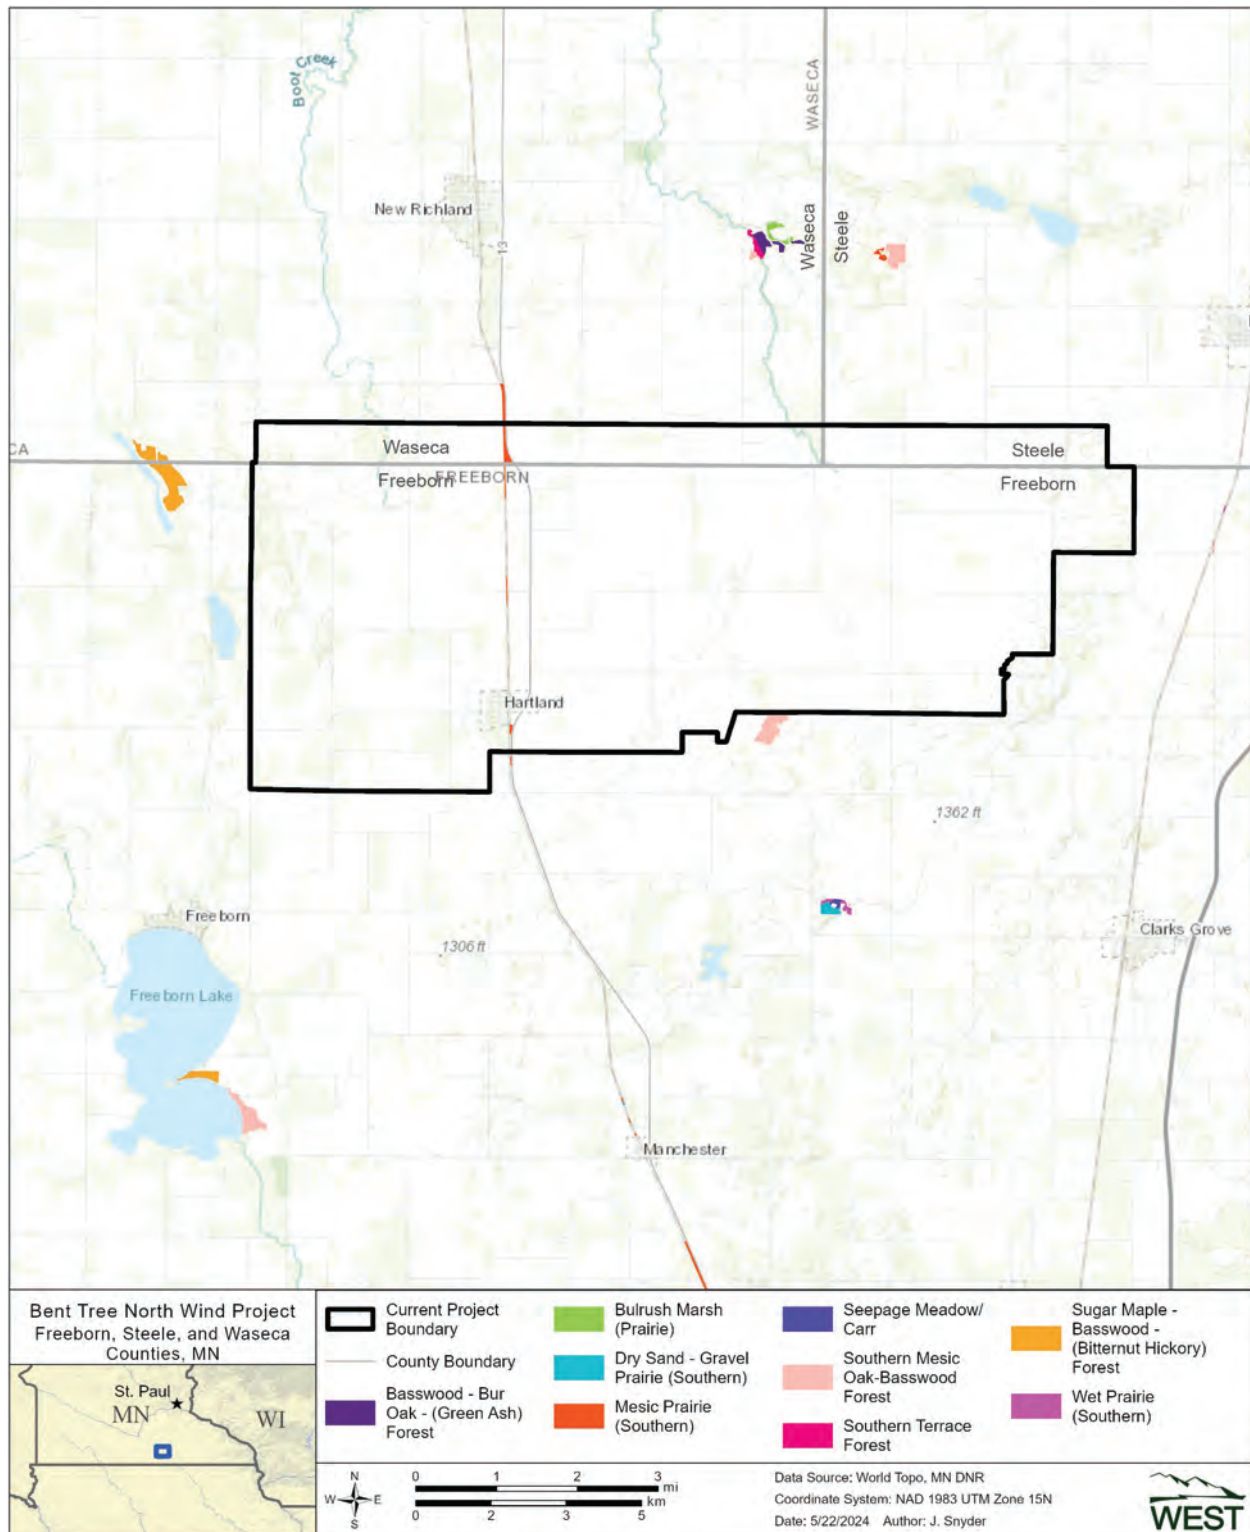 Boot Creek
WASECA
New Richland
13
Waseca
Steele
CA
Waseca
FREEBORN
Freeborn
Steele
Freeborn
Hartland
1362 ft
Freeborn
1306 ft
Clarks Grove
Freeborn Lake
Manchester
Bent Tree North Wind Project
Freeborn, Steele, and Waseca
Counties, MN
St. Paul
MN
WI
Current Project
Boundary
County Boundary
Basswood - Bur
Oak - (Green Ash)
Forest
Bulrush Marsh
(Prairie)
Dry Sand - Gravel
Prairie (Southern)
Mesic Prairie
(Southern)
Seepage Meadow/
Carr
Southern Mesic
Oak-Basswood
Forest
Southern Terrace
Forest
Sugar Maple -
Basswood -
(Bitternut Hickory)
Forest
Wet Prairie
(Southern)
N
W E
S
0 1 2 3
mi
km
0 1 2 3 5
Data Source: World Topo, MN DNR
Coordinate System: NAD 1983 UTM Zone 15N
Date: 5/22/2024 Author: J. Snyder
WEST